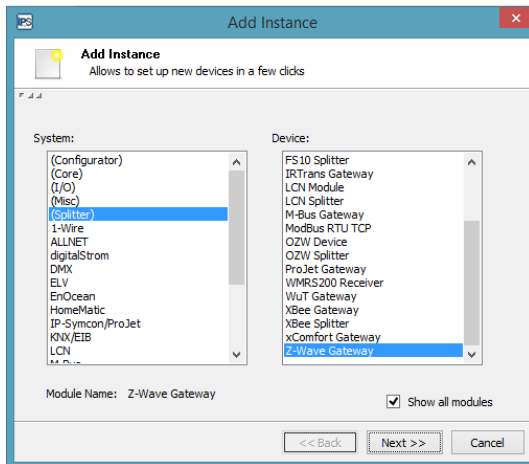 IPS
Add Instance
Add Instance
Allows to set up new devices in a few clicks
System:
(Configurator)
(Core)
(I/O)
(Misc)
(Splitter)
1-Wire
ALLNET
digitalStrom
DMX
ELV
EnOcean
HomeMatic
IP-Symcon/ProJet
KNX/EIB
LCN
M-Bus
Device:
FS10 Splitter
IRTrans Gateway
LCN Module
LCN Splitter
M-Bus Gateway
ModBus RTU TCP
OZW Device
OZW Splitter
ProJet Gateway
WMRS200 Receiver
WuT Gateway
XBee Gateway
XBee Splitter
xComfort Gateway
Z-Wave Gateway
Module Name: Z-Wave Gateway
Show all modules
<< Back
Next >>
Cancel